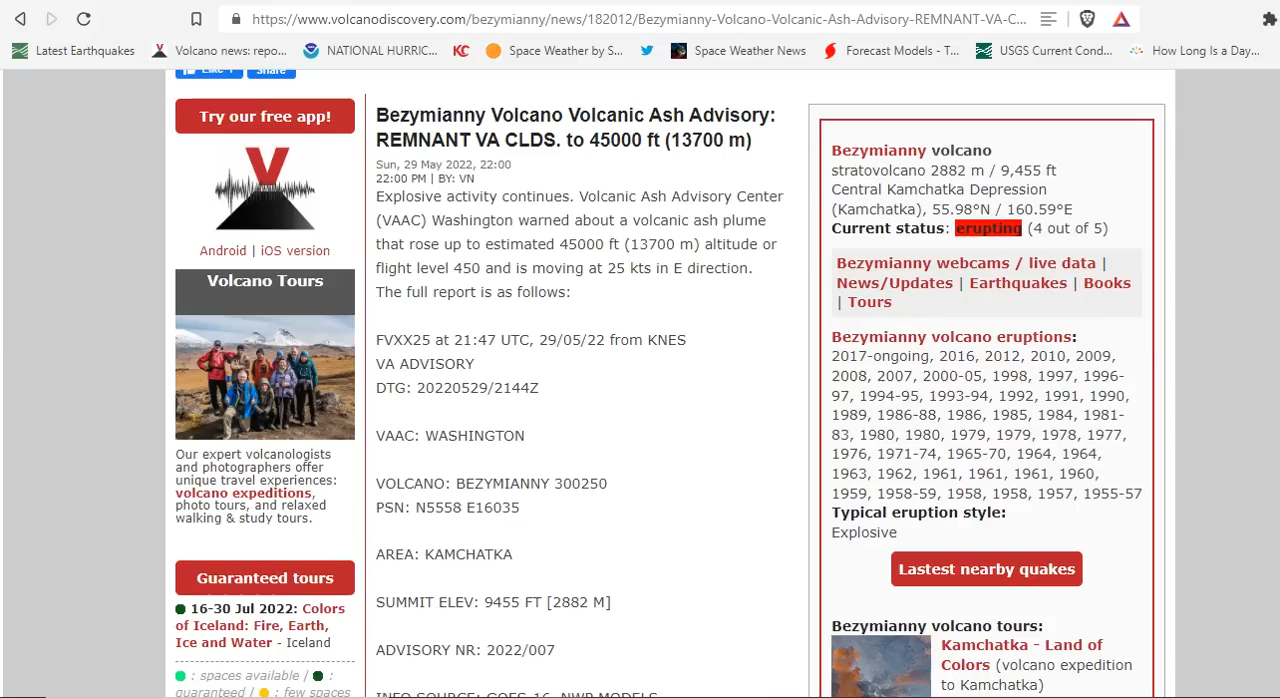 https://www.volcanodiscovery.com/bezymianny/news/182012/Bezymianny-Volcano-Volcanic-Ash-Advisory-REMNANT-VA-C...
Latest Earthquakes
Volcano news: repo...
NATIONAL HURRIC...
KC
Space Weather by S...
Space Weather News
Forecast Models - T...
USGS Current Cond...
How Long Is a Day...
Like
Share
Try our free app!
V
Android | iOS version
Volcano Tours
Our expert volcanologists
and photographers offer
unique travel experiences:
volcano expeditions,
photo tours, and relaxed
walking & study tours.
Guaranteed tours
16-30 Jul 2022: Colors
of Iceland: Fire, Earth,
Ice and Water - Iceland
: spaces available / :
guaranteed / : few spaces
Bezymianny Volcano Volcanic Ash Advisory:
REMNANT VA CLDS. to 45000 ft (13700 m)
Sun, 29 May 2022, 22:00
22:00 PM | BY: VN
Explosive activity continues. Volcanic Ash Advisory Center
(VAAC) Washington warned about a volcanic ash plume
that rose up to estimated 45000 ft (13700 m) altitude or
flight level 450 and is moving at 25 kts in E direction.
The full report is as follows:
FVXX25 at 21:47 UTC, 29/05/22 from KNES
VA ADVISORY
DTG: 20220529/2144Z
VAAC: WASHINGTON
VOLCANO: BEZYMIANNY 300250
PSN: N5558 E16035
AREA: KAMCHATKA
SUMMIT ELEV: 9455 FT [2882 M]
ADVISORY NR: 2022/007
INFO SOURCE: GOES-16. NWP MODELS.
Bezymianny volcano
stratovolcano 2882 m / 9,455 ft
Central Kamchatka Depression
(Kamchatka), 55.98°N / 160.59°E
Current status: erupting (4 out of 5)
Bezymianny webcams / live data |
News/Updates | Earthquakes | Books
| Tours
Bezymianny volcano eruptions:
2017-ongoing, 2016, 2012, 2010, 2009,
2008, 2007, 2000-05, 1998, 1997, 1996-
97, 1994-95, 1993-94, 1992, 1991, 1990,
1989, 1986-88, 1986, 1985, 1984, 1981-
83, 1980, 1980, 1979, 1979, 1978, 1977,
1976, 1971-74, 1965-70, 1964, 1964,
1963, 1962, 1961, 1961, 1961, 1960,
1959, 1958-59, 1958, 1958, 1957, 1955-57
Typical eruption style:
Explosive
Lastest nearby quakes
Bezymianny volcano tours:
Kamchatka - Land of
Colors (volcano expedition
to Kamchatka)